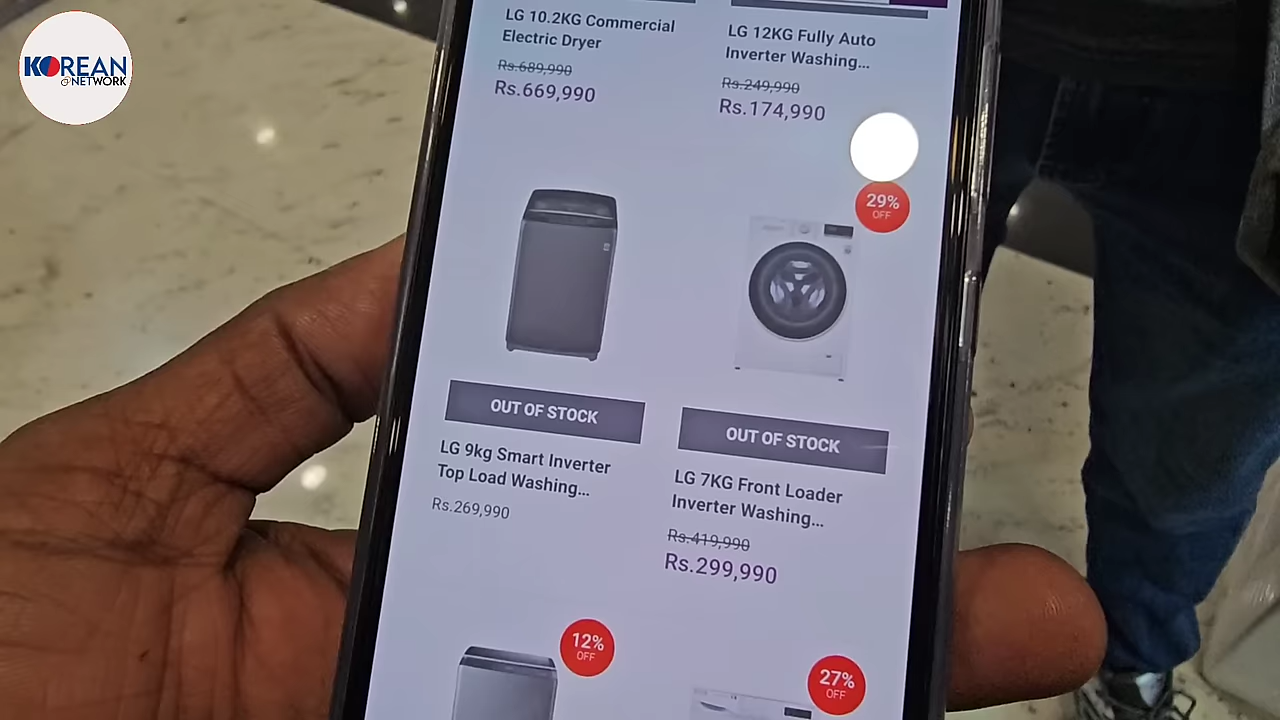 KOREAN
@NETWORK
LG 10.2KG Commercial
Electric Dryer
Rs.689,990
Rs.669,990
LG 12KG Fully Auto
Inverter Washing...
Rs.249,990
Rs.174,990
29%
OFF
OUT OF STOCK
LG 9kg Smart Inverter
Top Load Washing...
Rs.269,990
OUT OF STOCK
LG 7KG Front Loader
Inverter Washing...
Rs.419,990
Rs.299,990
12%
OFF
27%
OFF